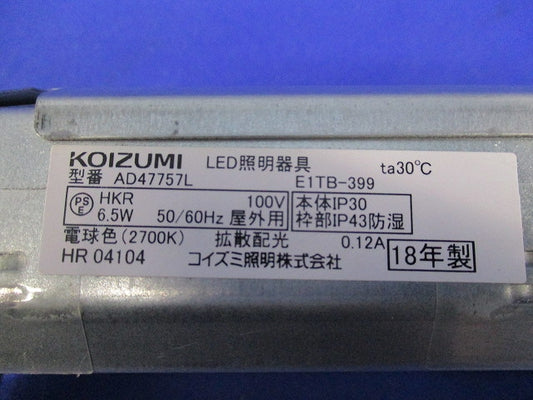 KOIZUMI LED照明器具 ta30℃
型番 AD47757L E1TB-399
PSE HKR 100V
6.5W 50/60Hz 屋外用
本体IP30
枠部IP43防湿
電球色(2700K) 拡散配光 0.12A
HR 04104 コイズミ照明株式会社 18年製